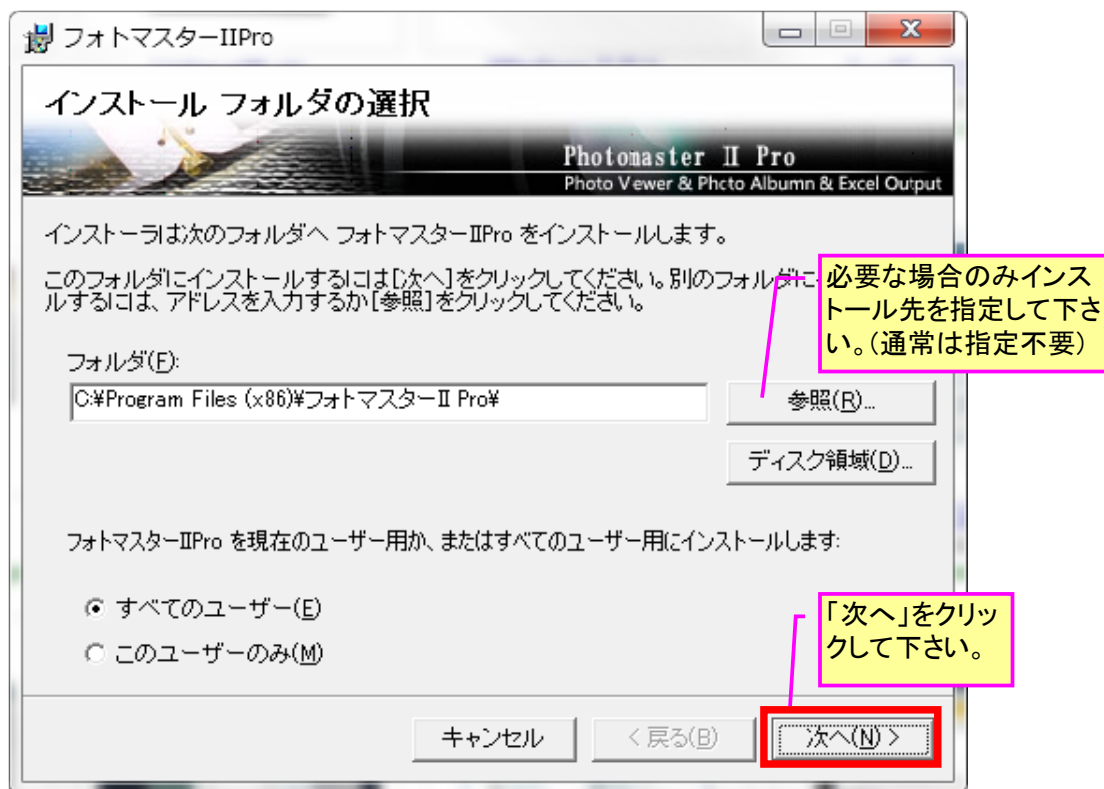 フォトマスターIIPro
インストール フォルダの選択
Photomaster II Pro
Photo Viewer & Photo Albumn & Excel Output
インストーラは次のフォルダへ フォトマスターIIPro をインストールします。
このフォルダにインストールするには[次へ]をクリックしてください。別のフォルダに
ルするには、アドレスを入力するか[参照]をクリックしてください。
必要な場合のみインス
トール先を指定して下さ
い。(通常は指定不要)
フォルダ(F):
C:¥Program Files (x86)¥フォトマスターII Pro¥
参照(R)...
ディスク領域(D)...
フォトマスターIIPro を現在のユーザー用か、またはすべてのユーザー用にインストールします:
すべてのユーザー(E)
このユーザーのみ(M)
「次へ」をクリッ
クして下さい。
キャンセル
< 戻る(B)
次へ(N) >